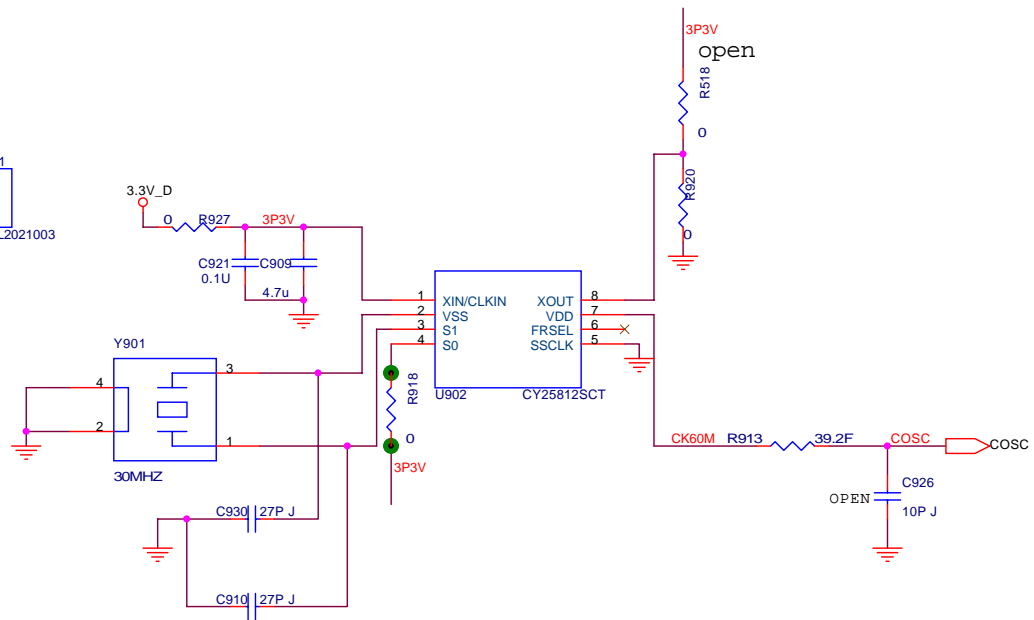 3P3V
open
R518
0
R920
0
1
L2021003
3.3V_D
0
R927
3P3V
C921
0.1U
C909
4.7u
1
2
3
4
XIN/CLKIN
VSS
S1
S0
XOUT
VDD
FRSEL
SSCLK
8
7
6
5
U902
CY25812SCT
Y901
4
2
3
1
30MHZ
R918
0
3P3V
CK60M
R913
39.2F
COSC
COSC
C926
OPEN
10P J
C930
27P J
C910
27P J